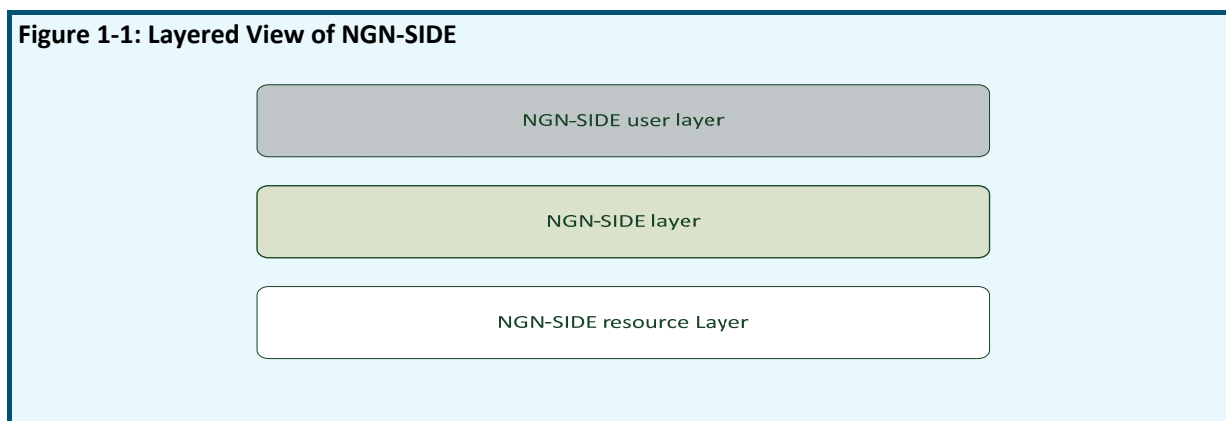 Figure 1-1: Layered View of NGN-SIDE
NGN-SIDE user layer
NGN-SIDE layer
NGN-SIDE resource Layer